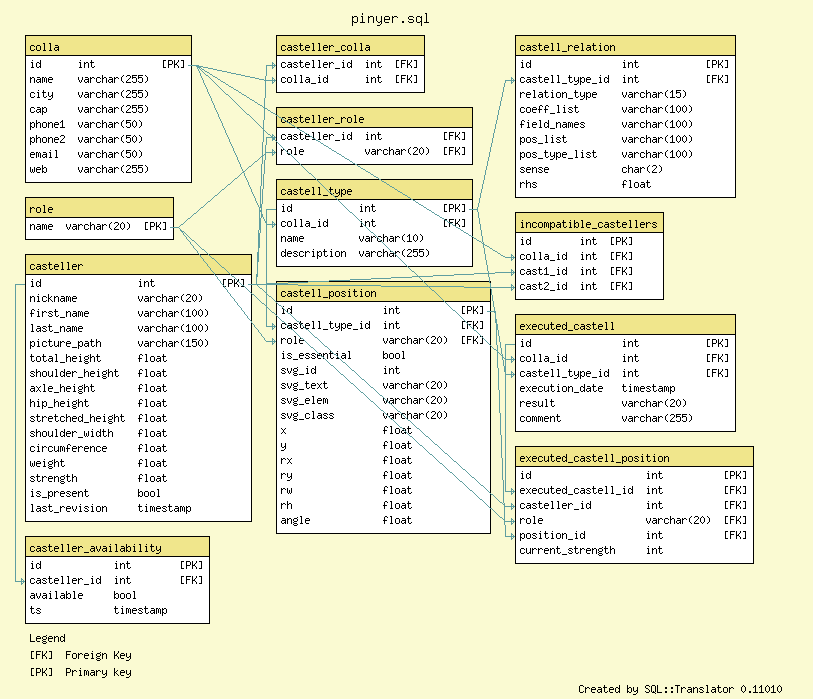 pinyer.sql
colla
id int [PK]
name varchar(255)
city varchar(255)
cap varchar(255)
phone1 varchar(50)
phone2 varchar(50)
email varchar(50)
web varchar(255)
role
name varchar(20) [PK]
casteller
id int [PK]
nickname varchar(20)
first_name varchar(100)
last_name varchar(100)
picture_path varchar(150)
total_height float
shoulder_height float
axle_height float
hip_height float
stretched_height float
shoulder_width float
circumference float
weight float
strength float
is_present bool
last_revision timestamp
casteller_availability
id int [PK]
casteller_id int [FK]
available bool
ts timestamp
casteller_colla
casteller_id int [FK]
colla_id int [FK]
casteller_role
casteller_id int [FK]
role varchar(20) [FK]
castell_type
id int [PK]
colla_id int [FK]
name varchar(10)
description varchar(255)
castell_position
id int [PK]
castell_type_id int [FK]
role varchar(20) [FK]
is_essential bool
svg_id int
svg_text varchar(20)
svg_elem varchar(20)
svg_class varchar(20)
x float
y float
rx float
ry float
rw float
rh float
angle float
castell_relation
id int [PK]
castell_type_id int [FK]
relation_type varchar(15)
coeff_list varchar(100)
field_names varchar(100)
pos_list varchar(100)
pos_type_list varchar(100)
sense char(2)
rhs float
incompatible_castellers
id int [PK]
colla_id int [FK]
cast1_id int [FK]
cast2_id int [FK]
executed_castell
id int [PK]
colla_id int [FK]
castell_type_id int [FK]
execution_date timestamp
result varchar(20)
comment varchar(255)
executed_castell_position
id int [PK]
executed_castell_id int [FK]
casteller_id int [FK]
role varchar(20) [FK]
position_id int [FK]
current_strength int
Legend
[FK] Foreign Key
[PK] Primary key
Created by SQL::Translator 0.11010